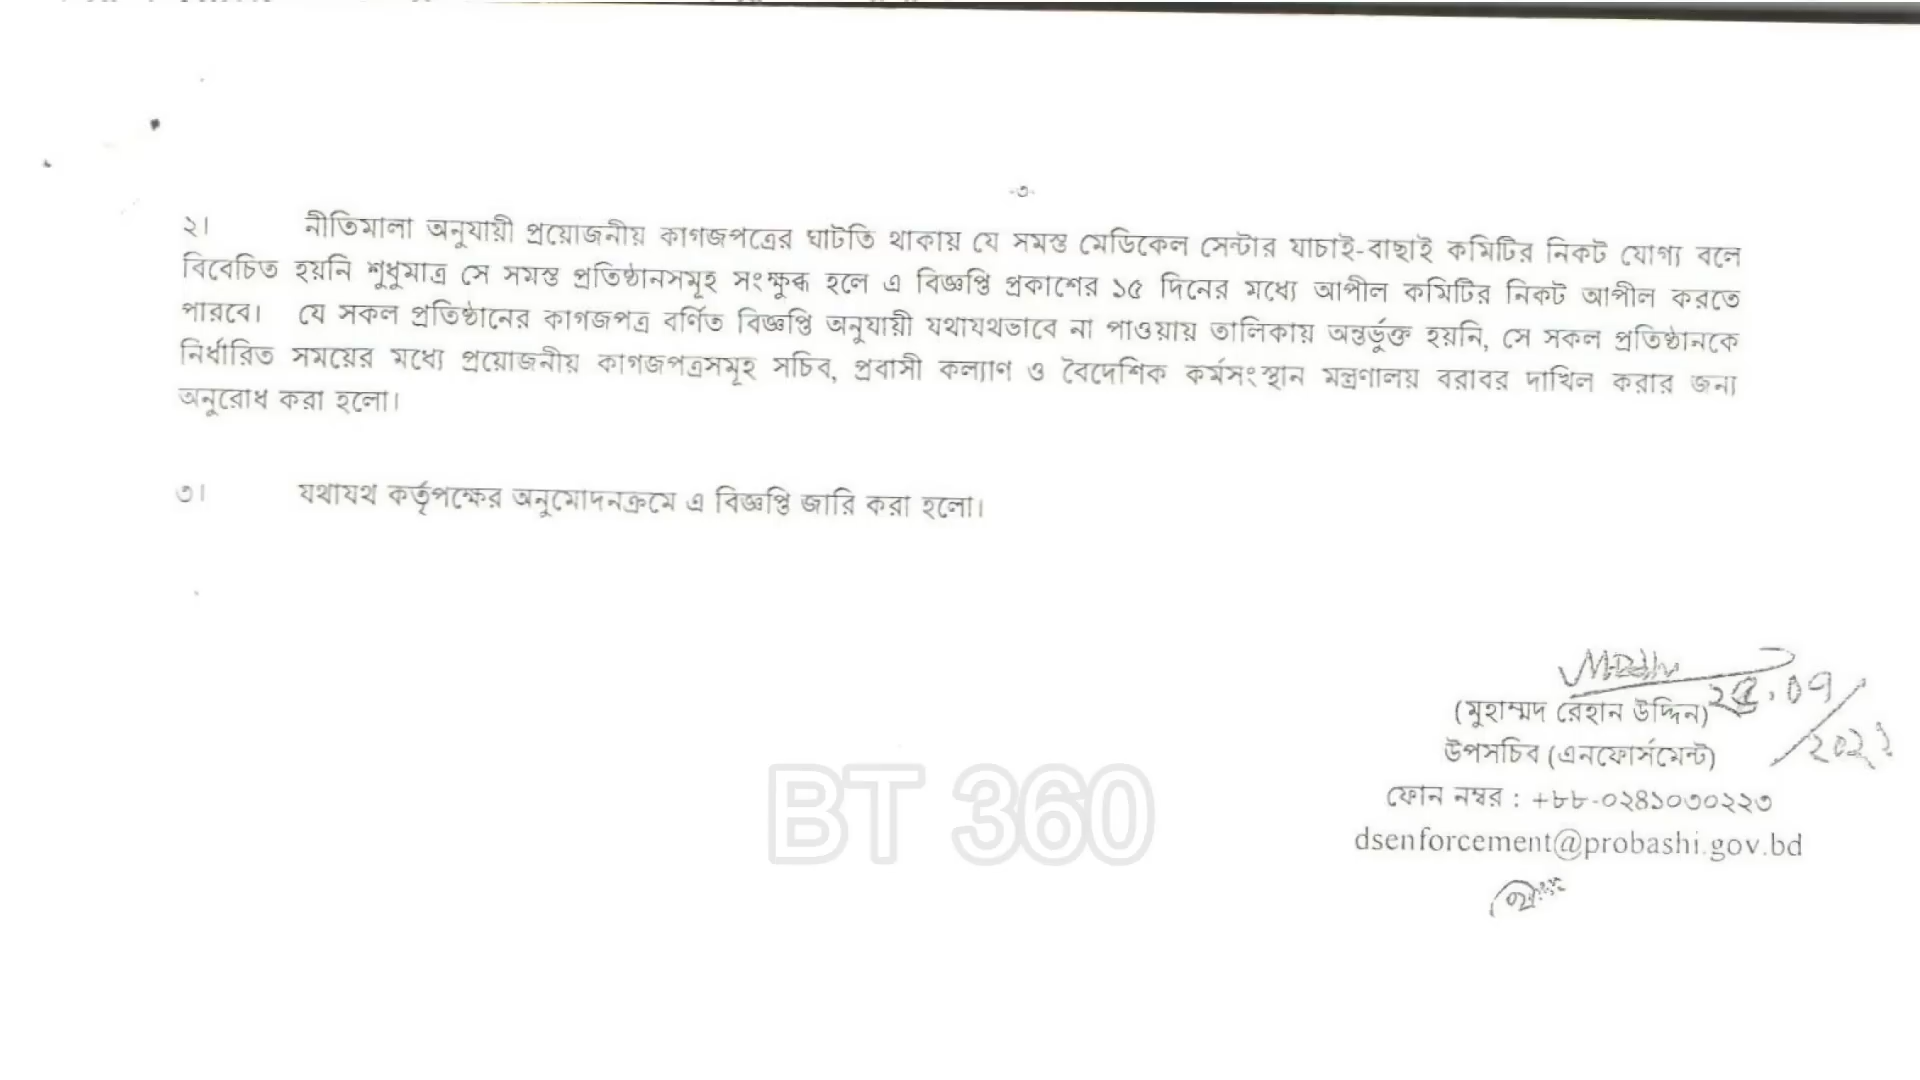 -৩-
২। নীতিমালা অনুযায়ী প্রয়োজনীয় কাগজপত্রের ঘাটতি থাকায় যে সমস্ত মেডিকেল সেন্টার যাচাই-বাছাই কমিটির নিকট যোগ্য বলে
বিবেচিত হয়নি শুধুমাত্র সে সমস্ত প্রতিষ্ঠানসমূহ সংক্ষুব্ধ হলে এ বিজ্ঞপ্তি প্রকাশের ১৫ দিনের মধ্যে আপীল কমিটির নিকট আপীল করতে
পারবে। যে সকল প্রতিষ্ঠানের কাগজপত্র বর্ণিত বিজ্ঞপ্তি অনুযায়ী যথাযথভাবে না পাওয়ায় তালিকায় অন্তর্ভুক্ত হয়নি, সে সকল প্রতিষ্ঠানকে
নির্ধারিত সময়ের মধ্যে প্রয়োজনীয় কাগজপত্রসমূহ সচিব, প্রবাসী কল্যাণ ও বৈদেশিক কর্মসংস্থান মন্ত্রণালয় বরাবর দাখিল করার জন্য
অনুরোধ করা হলো।
৩। যথাযথ কর্তৃপক্ষের অনুমোদনক্রমে এ বিজ্ঞপ্তি জারি করা হলো।
(মুহাম্মদ রেহান উদ্দিন)
উপসচিব (এনফোর্সমেন্ট)
ফোন নম্বর : +৮৮-০২৪১০৩০২২৩
dsenforcement@probashi.gov.bd
BT 360